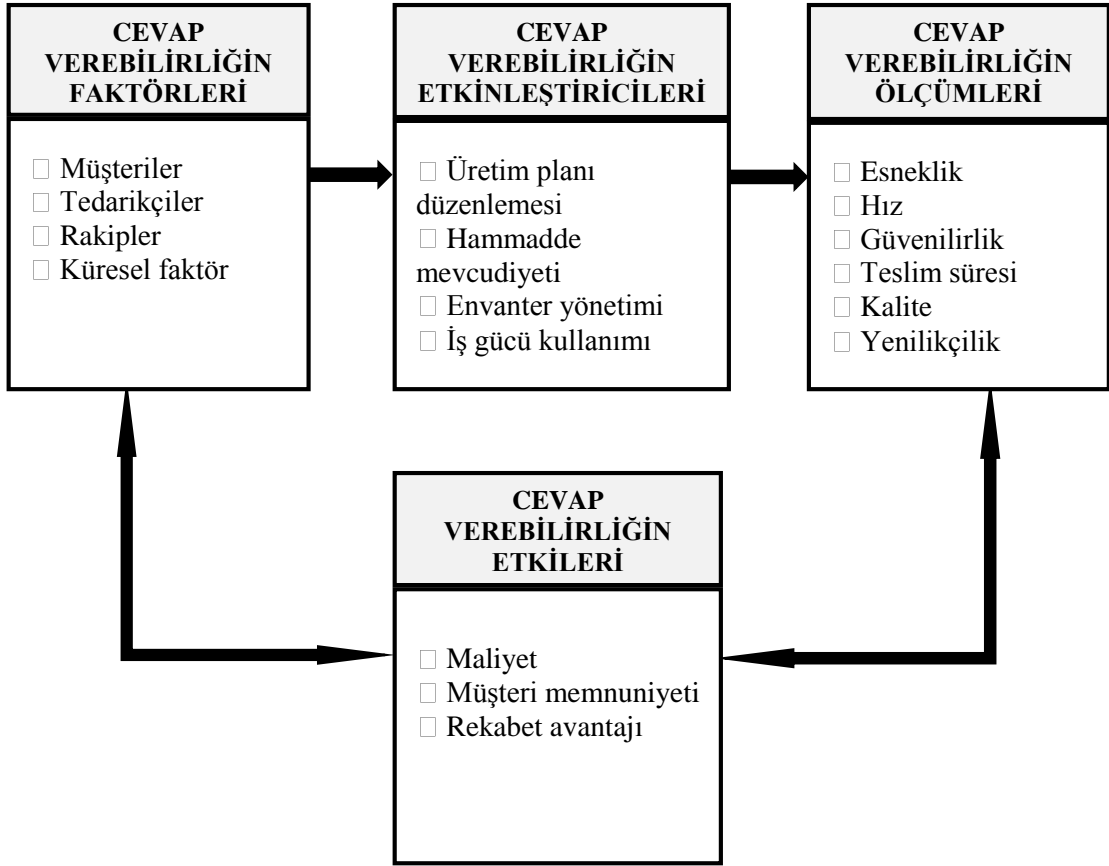 CEVAP
VEREBİLİRLİĞİN
FAKTÖRLERİ
□ Müşteriler
□ Tedarikçiler
□ Rakipler
□ Küresel faktör
CEVAP
VEREBİLİRLİĞİN
ETKİNLEŞTİRİCİLERİ
□ Üretim planı
düzenlemesi
□ Hammadde
mevcudiyeti
□ Envanter yönetimi
□ İş gücü kullanımı
CEVAP
VEREBİLİRLİĞİN
ÖLÇÜMLERİ
□ Esneklik
□ Hız
□ Güvenilirlik
□ Teslim süresi
□ Kalite
□ Yenilikçilik
CEVAP
VEREBİLİRLİĞİN
ETKİLERİ
□ Maliyet
□ Müşteri memnuniyeti
□ Rekabet avantajı